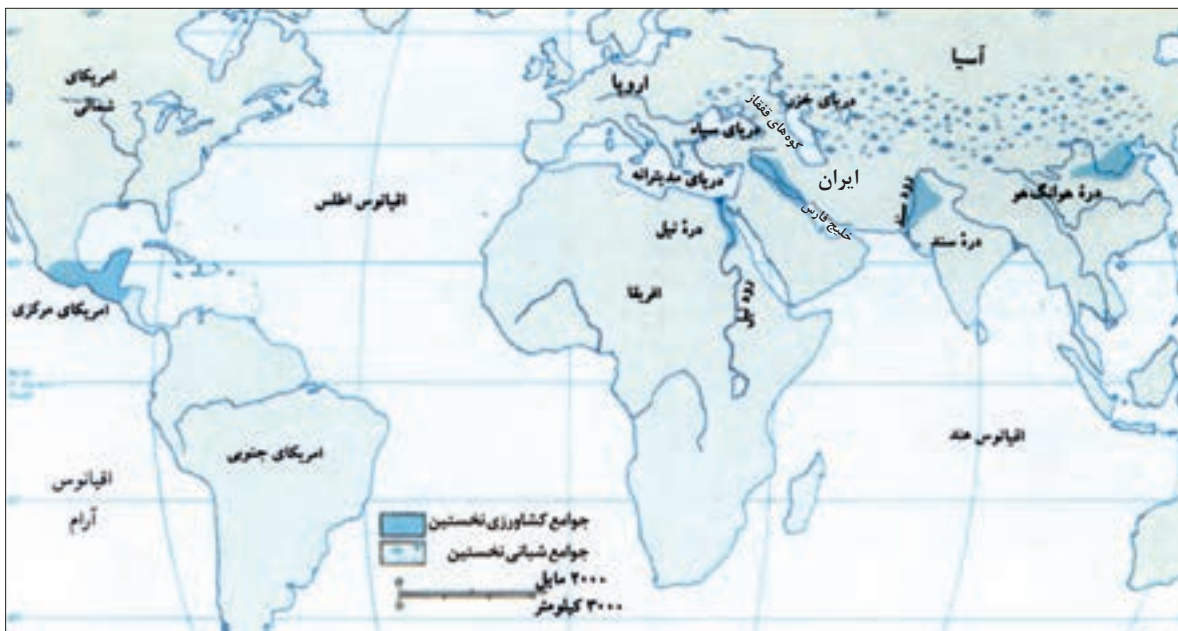 آسیا
اروپا
امریکای
شمالی
دریای خزر
کوه‌های قفقاز
دریای سیاه
دریای مدیترانه
ایران
خلیج فارس
رود سند
درهٔ سند
درهٔ هوانگ‌هو
اقیانوس اطلس
درهٔ نیل
رود نیل
افریقا
امریکای مرکزی
امریکای جنوبی
اقیانوس هند
اقیانوس
آرام
جوامع کشاورزی نخستین
جوامع شبانی نخستین
۲۰۰۰ مایل
۳۰۰۰ کیلومتر